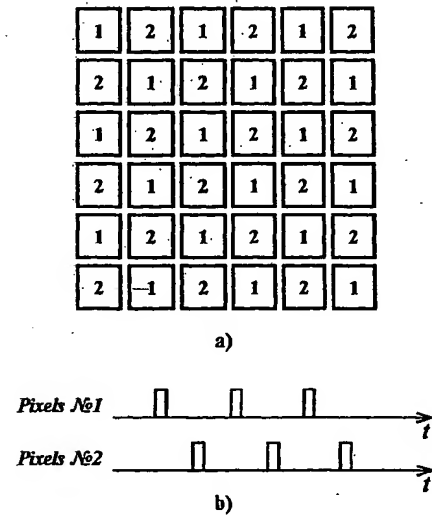 1 2 1 2 1 2
2 1 2 1 2 1
1 2 1 2 1 2
2 1 2 1 2 1
1 2 1 2 1 2
2 1 2 1 2 1
a)
Pixels №1
t
Pixels №2
t
b)